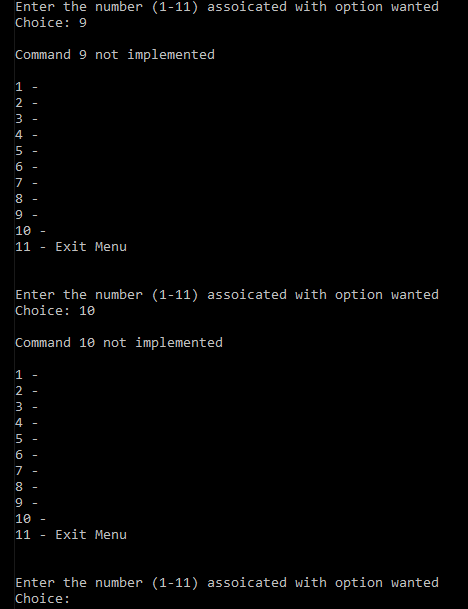 Enter the number (1-11) assoicated with option wanted
Choice: 9
Command 9 not implemented
1 -
2 -
3 -
4 -
5 -
6 -
7 -
8 -
9 -
10 -
11 - Exit Menu
Enter the number (1-11) assoicated with option wanted
Choice: 10
Command 10 not implemented
1 -
2 -
3 -
4 -
5 -
6 -
7 -
8 -
9 -
10 -
11 - Exit Menu
Enter the number (1-11) assoicated with option wanted
Choice: